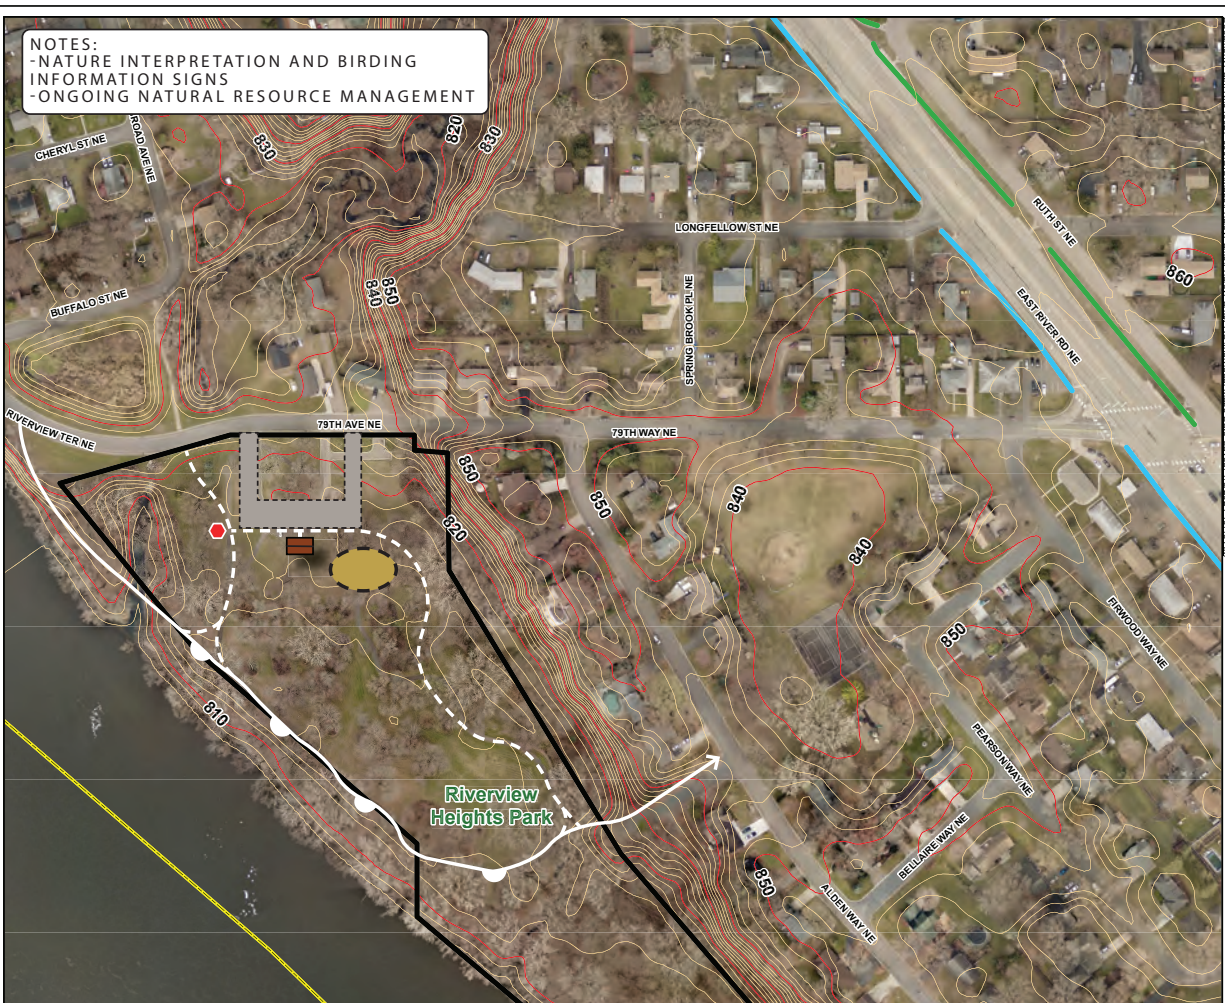 NOTES:
-NATURE INTERPRETATION AND BIRDING
INFORMATION SIGNS
-ONGOING NATURAL RESOURCE MANAGEMENT
820
830
830
CHERYL ST NE
ROAD AVE NE
RUTH ST NE
LONGFELLOW ST NE
860
850
840
BUFFALO ST NE
EAST RIVER RD NE
SPRING BROOK PL NE
RIVERVIEW TER NE
79TH AVE NE
79TH WAY NE
850
850
840
820
840
FIRWOOD WAY NE
850
810
PEARSON WAY NE
Riverview
Heights Park
BELLAIRE WAY NE
850
ALDEN WAY NE